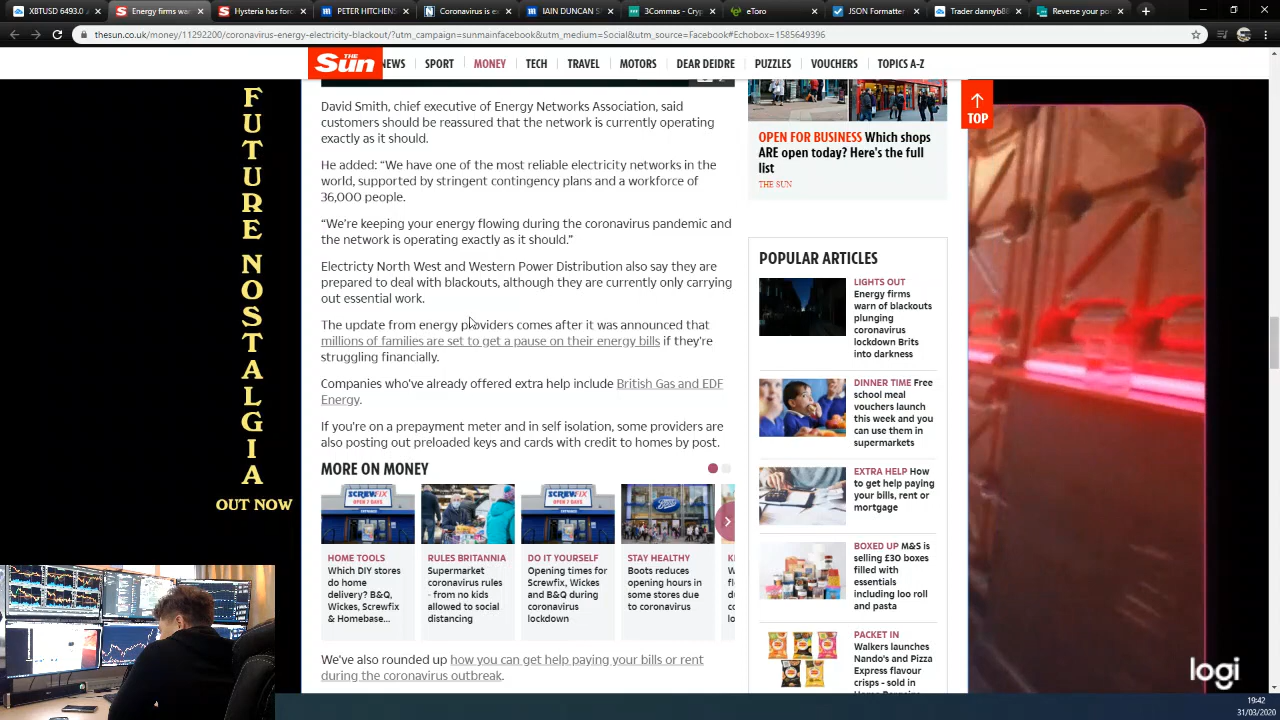 XBTUSD 6493.0
Energy firms wa
Hysteria has forc
PETER HITCHENS
Coronavirus is ex
IAIN DUNCAN S
3Commas - Cryp
eToro
JSON Formatter
Trader dannyb8
Reverse your po
thesun.co.uk/money/11292200/coronavirus-energy-electricity-blackout/?utm_campaign=sunmainfacebook&utm_medium=Social&utm_source=Facebook#Echobox=1585649396
THE Sun
NEWS SPORT MONEY TECH TRAVEL MOTORS DEAR DEIDRE PUZZLES VOUCHERS TOPICS A-Z
FUTURE NOSTALGIA
OUT NOW
David Smith, chief executive of Energy Networks Association, said
customers should be reassured that the network is currently operating
exactly as it should.
He added: “We have one of the most reliable electricity networks in the
world, supported by stringent contingency plans and a workforce of
36,000 people.
“We’re keeping your energy flowing during the coronavirus pandemic and
the network is operating exactly as it should.”
Electricty North West and Western Power Distribution also say they are
prepared to deal with blackouts, although they are currently only carrying
out essential work.
The update from energy providers comes after it was announced that
millions of families are set to get a pause on their energy bills if they’re
struggling financially.
Companies who’ve already offered extra help include British Gas and EDF
Energy.
If you’re on a prepayment meter and in self isolation, some providers are
also posting out preloaded keys and cards with credit to homes by post.
MORE ON MONEY
SCREWFIX
OPEN 7 DAYS
SCREWFIX
OPEN 7 DAYS
Boots
HOME TOOLS
Which DIY stores
do home
delivery? B&Q,
Wickes, Screwfix
& Homebase...
RULES BRITANNIA
Supermarket
coronavirus rules
- from no kids
allowed to social
distancing
DO IT YOURSELF
Opening times for
Screwfix, Wickes
and B&Q during
coronavirus
lockdown
STAY HEALTHY
Boots reduces
opening hours in
some stores due
to coronavirus
We've also rounded up how you can get help paying your bills or rent
during the coronavirus outbreak.
OPEN FOR BUSINESS Which shops
ARE open today? Here's the full
list
THE SUN
TOP
POPULAR ARTICLES
LIGHTS OUT
Energy firms
warn of blackouts
plunging
coronavirus
lockdown Brits
into darkness
DINNER TIME Free
school meal
vouchers launch
this week and you
can use them in
supermarkets
EXTRA HELP How
to get help paying
your bills, rent or
mortgage
BOXED UP M&S is
selling £30 boxes
filled with
essentials
including loo roll
and pasta
PACKET IN
Walkers launches
Nando's and Pizza
Express flavour
crisps - sold in
logi
19:42
31/03/2020